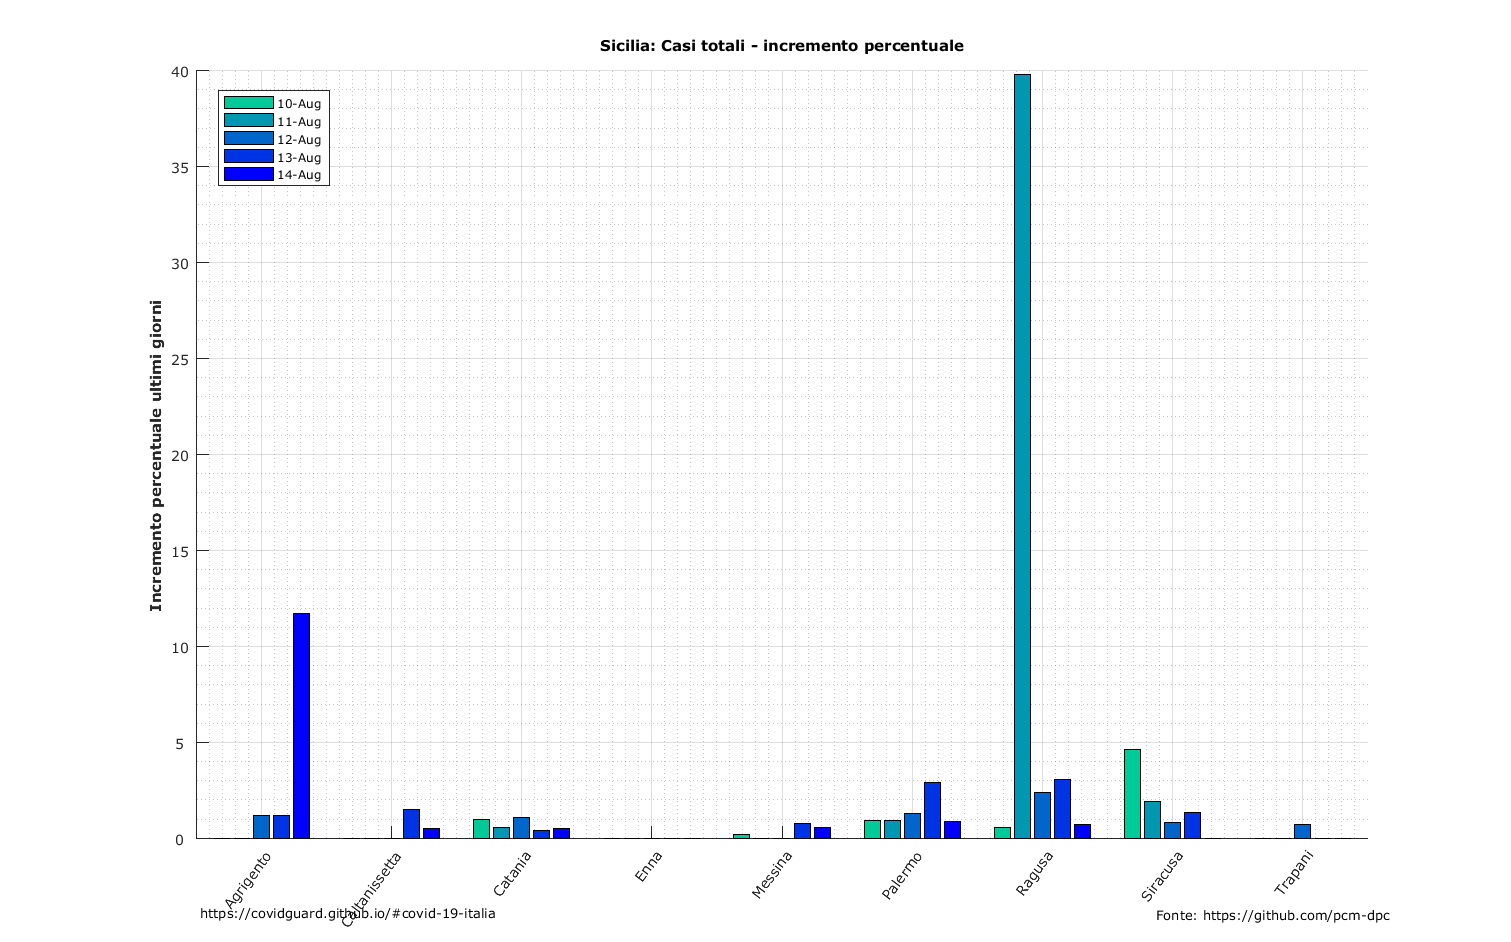 Sicilia: Casi totali - incremento percentuale
40
35
30
25
20
15
10
5
0
Incremento percentuale ultimi giorni
10-Aug
11-Aug
12-Aug
13-Aug
14-Aug
Agrigento
Caltanissetta
Catania
Enna
Messina
Palermo
Ragusa
Siracusa
Trapani
https://covidguard.github.io/#covid-19-italia
Fonte: https://github.com/pcm-dpc